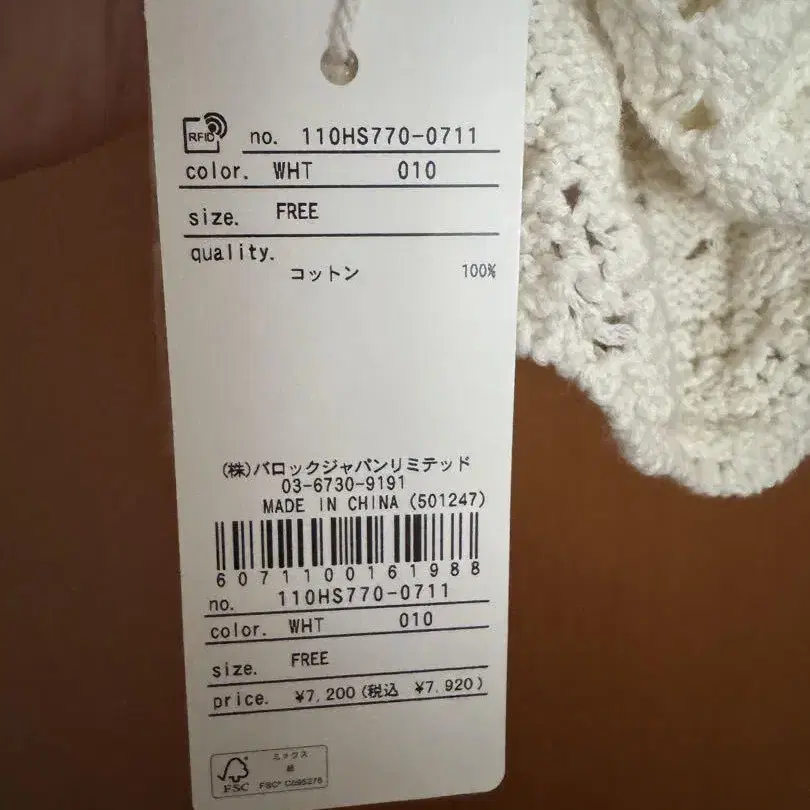 RFID no. 110HS770-0711
color. WHT 010
size. FREE
quality.
コットン 100%
(株)バロックジャパンリミテッド
03-6730-9191
MADE IN CHINA (501247)
6071100161988
no. 110HS770-0711
color. WHT 010
size. FREE
price. ¥7,200(税込 ¥7,920)
ミックス
紙
FSC FSC®